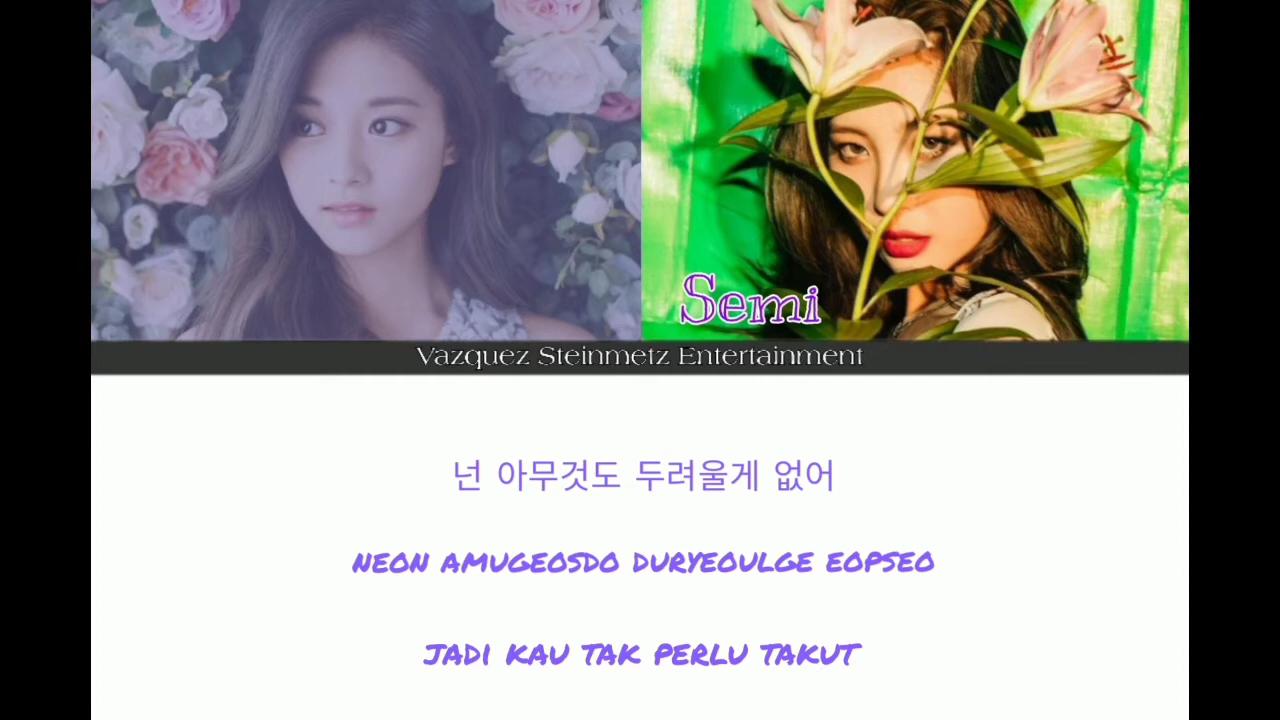 Semi
Vazquez Steinmetz Entertainment
넌 아무것도 두려울게 없어
NEON AMUGEOSDO DURYEOULGE EOPSEO
JADI KAU TAK PERLU TAKUT